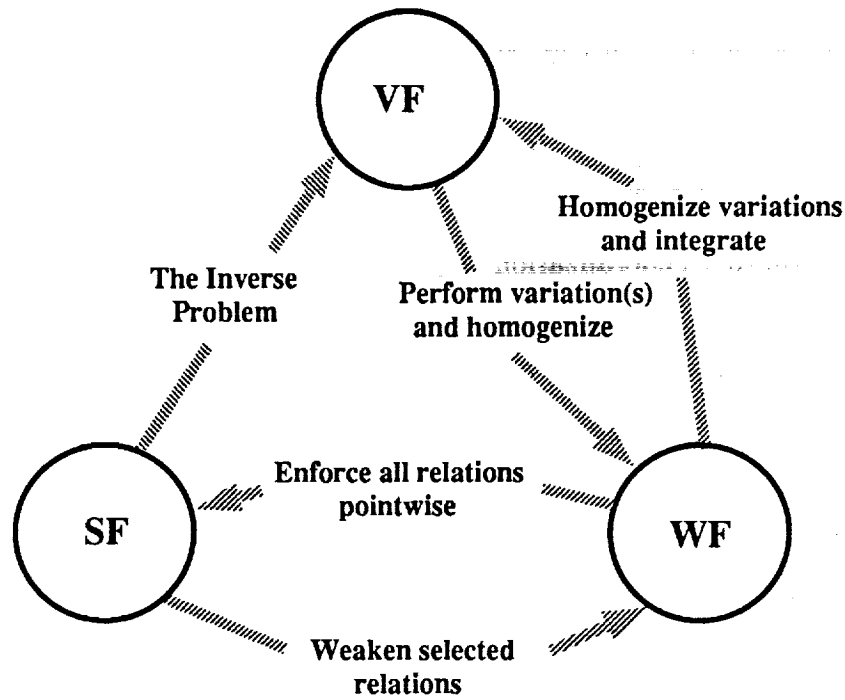 VF
Homogenize variations
and integrate
The Inverse
Problem
Perform variation(s)
and homogenize
Enforce all relations
pointwise
SF
WF
Weaken selected
relations